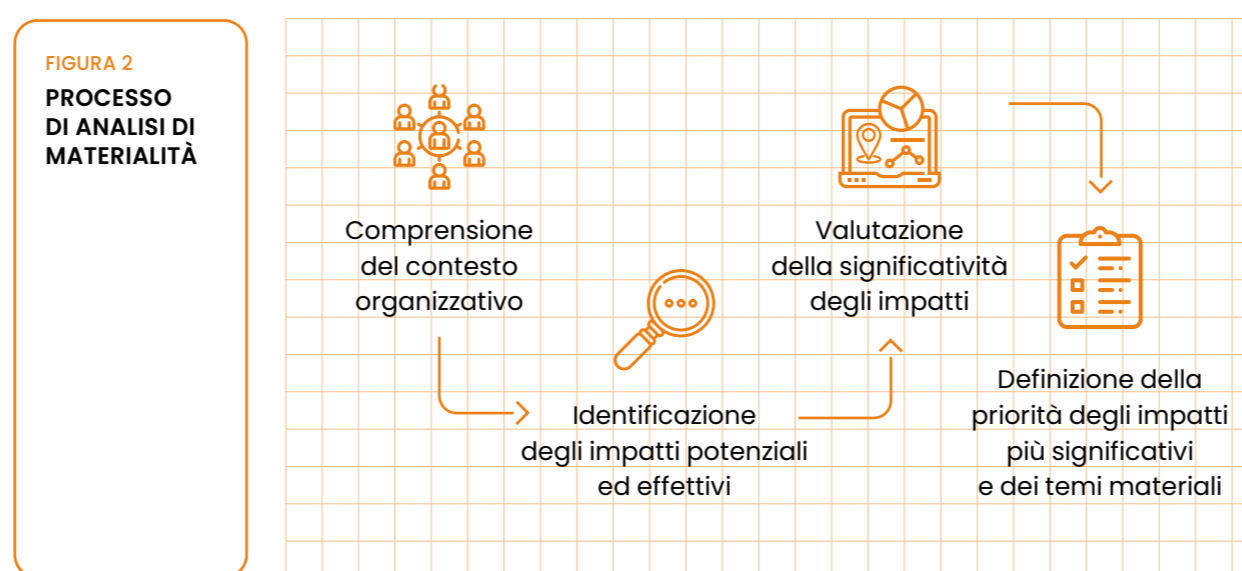 FIGURA 2
PROCESSO
DI ANALISI DI
MATERIALITÀ
Comprensione
del contesto
organizzativo
Identificazione
degli impatti potenziali
ed effettivi
Valutazione
della significatività
degli impatti
Definizione della
priorità degli impatti
più significativi
e dei temi materiali